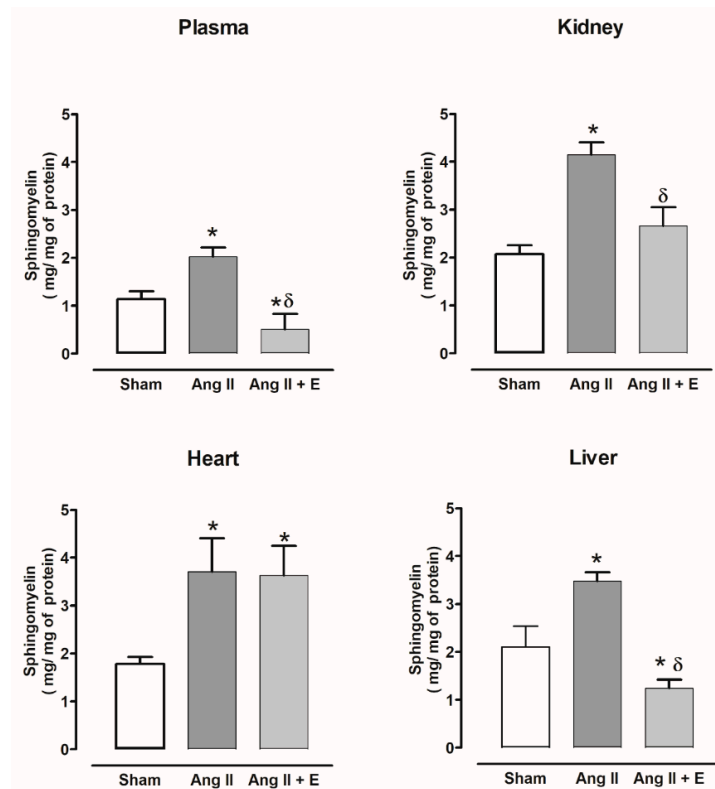 Plasma
Sphingomyelin
( mg/ mg of protein)
5
4
3
2
1
0
*
*δ
Sham Ang II Ang II + E
Kidney
Sphingomyelin
( mg/ mg of protein)
5
4
3
2
1
0
*
δ
Sham Ang II Ang II + E
Heart
Sphingomyelin
( mg/ mg of protein)
5
4
3
2
1
0
*
*
Sham Ang II Ang II + E
Liver
Sphingomyelin
( mg/ mg of protein)
5
4
3
2
1
0
*
* δ
Sham Ang II Ang II + E